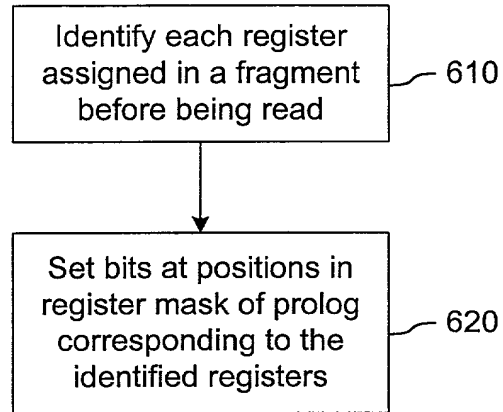 Identify each register
assigned in a fragment
before being read
610
Set bits at positions in
register mask of prolog
corresponding to the
identified registers
620